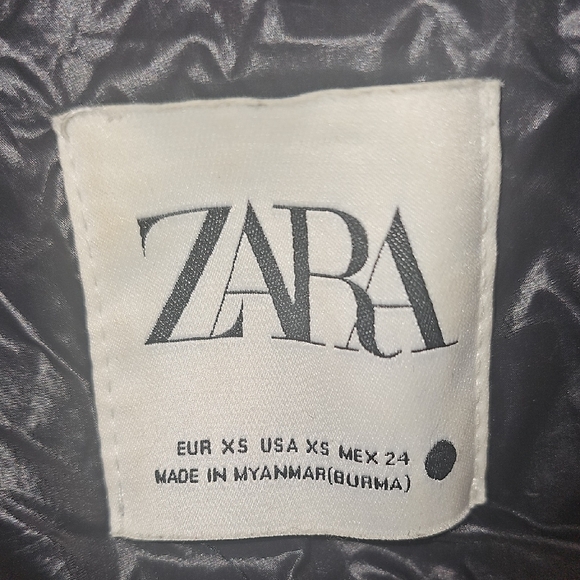 ZARA
EUR XS USA XS MEX 24
MADE IN MYANMAR(BURMA)